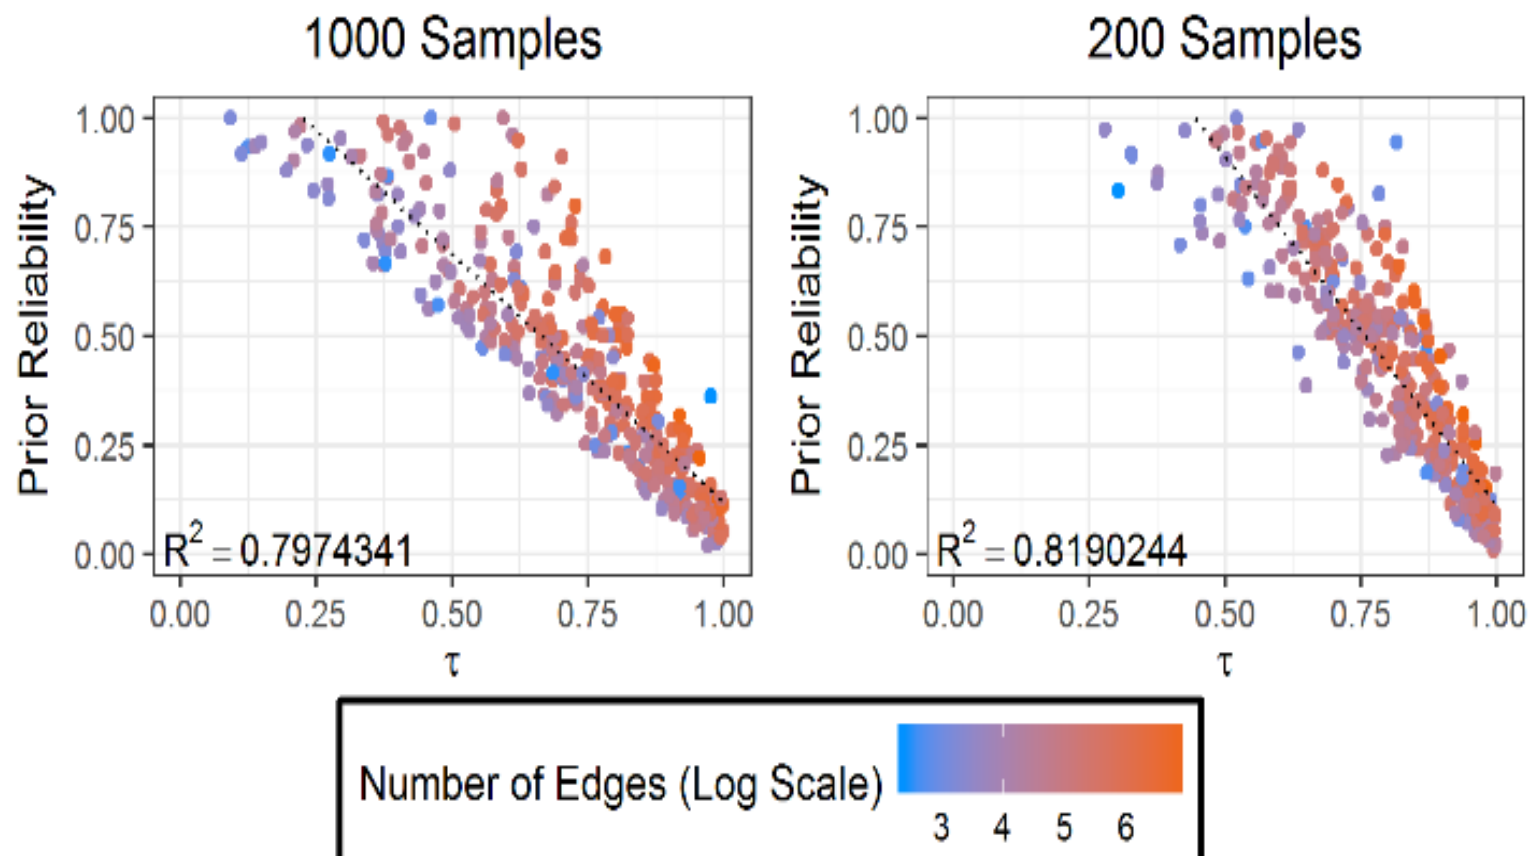 1000 Samples
200 Samples
Prior Reliability
1.00
0.75
0.50
0.25
0.00
R² = 0.7974341
0.00 0.25 0.50 0.75 1.00
τ
Prior Reliability
1.00
0.75
0.50
0.25
0.00
R² = 0.8190244
0.00 0.25 0.50 0.75 1.00
τ
Number of Edges (Log Scale)
3 4 5 6